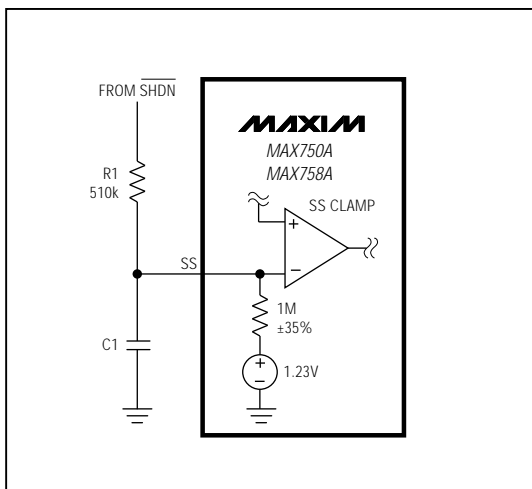 FROM SHDN
MAXIM
MAX750A
MAX758A
R1
510k
SS CLAMP
+
SS
−
1M
±35%
C1
+
−
1.23V